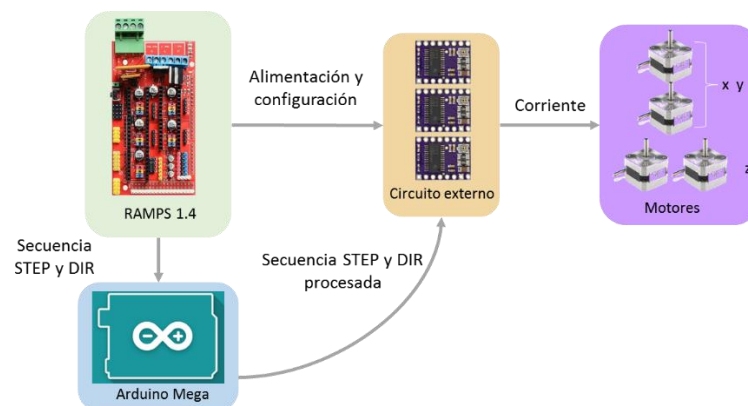 Alimentación y
configuración
Corriente
x y
z
Circuito externo
Motores
RAMPS 1.4
Secuencia
STEP y DIR
Secuencia STEP y DIR
procesada
Arduino Mega